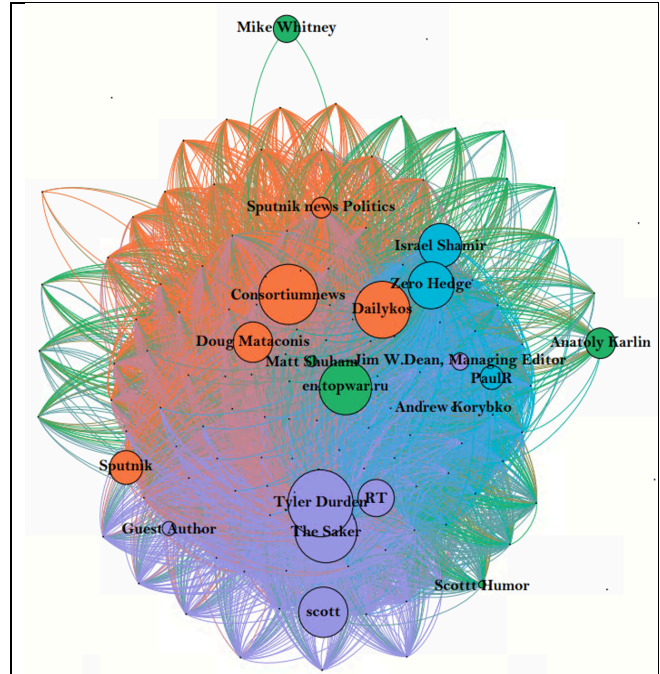 Mike Whitney
Sputnik news Politics
Israel Shamir
Zero Hedge
Consortiumnews
Dailykos
Doug Mataconis
Anatoly Karlin
Matt Shuham
Jim W.Dean, Managing Editor
PaulR
en.topwar.ru
Andrew Korybko
Sputnik
Tyler Durden
RT
Guest Author
The Saker
Scottt Humor
scott